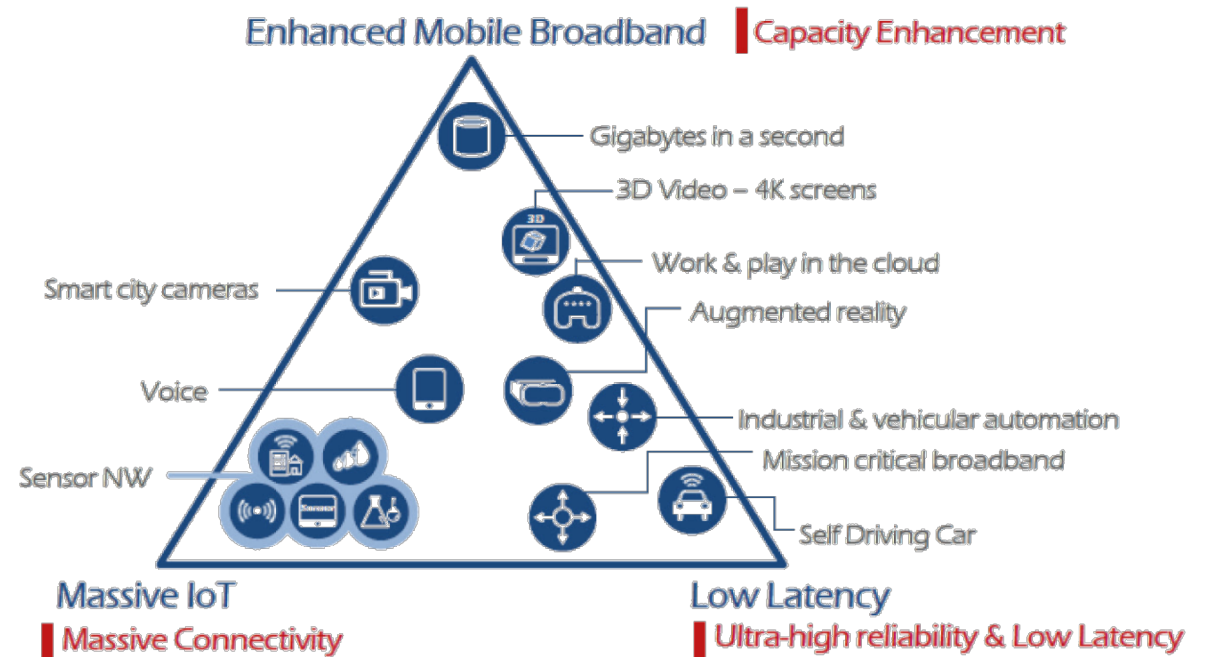 Enhanced Mobile Broadband
Capacity Enhancement
Gigabytes in a second
3D Video – 4K screens
3D
Work & play in the cloud
Smart city cameras
Augmented reality
Voice
Industrial & vehicular automation
Mission critical broadband
Sensor NW
Sensor
Self Driving Car
Massive IoT
Low Latency
Massive Connectivity
Ultra-high reliability & Low Latency